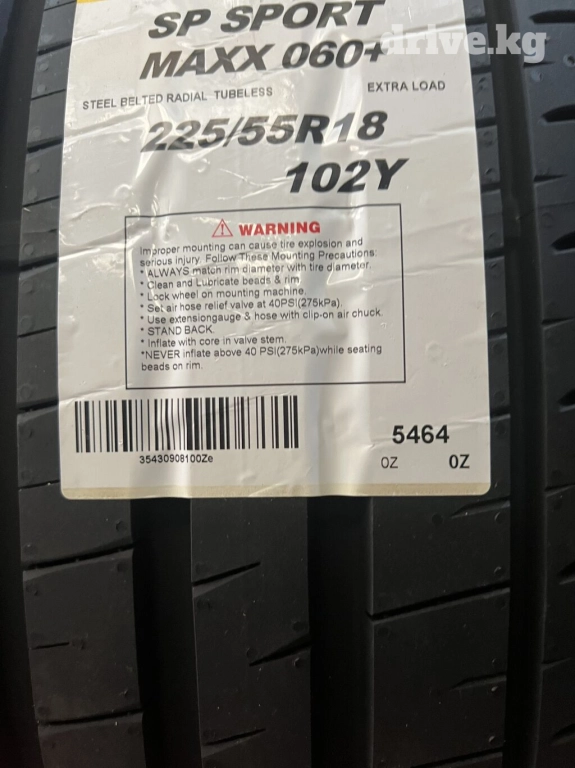 SP SPORT
MAXX 060+
drive.kg
STEEL BELTED RADIAL TUBELESS
EXTRA LOAD
225/55R18
102Y
WARNING
Improper mounting can cause tire explosion and
serious injury. Follow These Mounting Precautions:
* ALWAYS match rim diameter with tire diameter.
* Clean and Lubricate beads & rim
* Lock wheel on mounting machine.
* Set air hose relief valve at 40PSI(275kPa).
* Use extensiongauge & hose with clip-on air chuck
* STAND BACK.
* Inflate with core in valve stem.
*NEVER inflate above 40 PSI(275kPa)while seating
beads on rim.
35430908100Ze
5464
OZ OZ